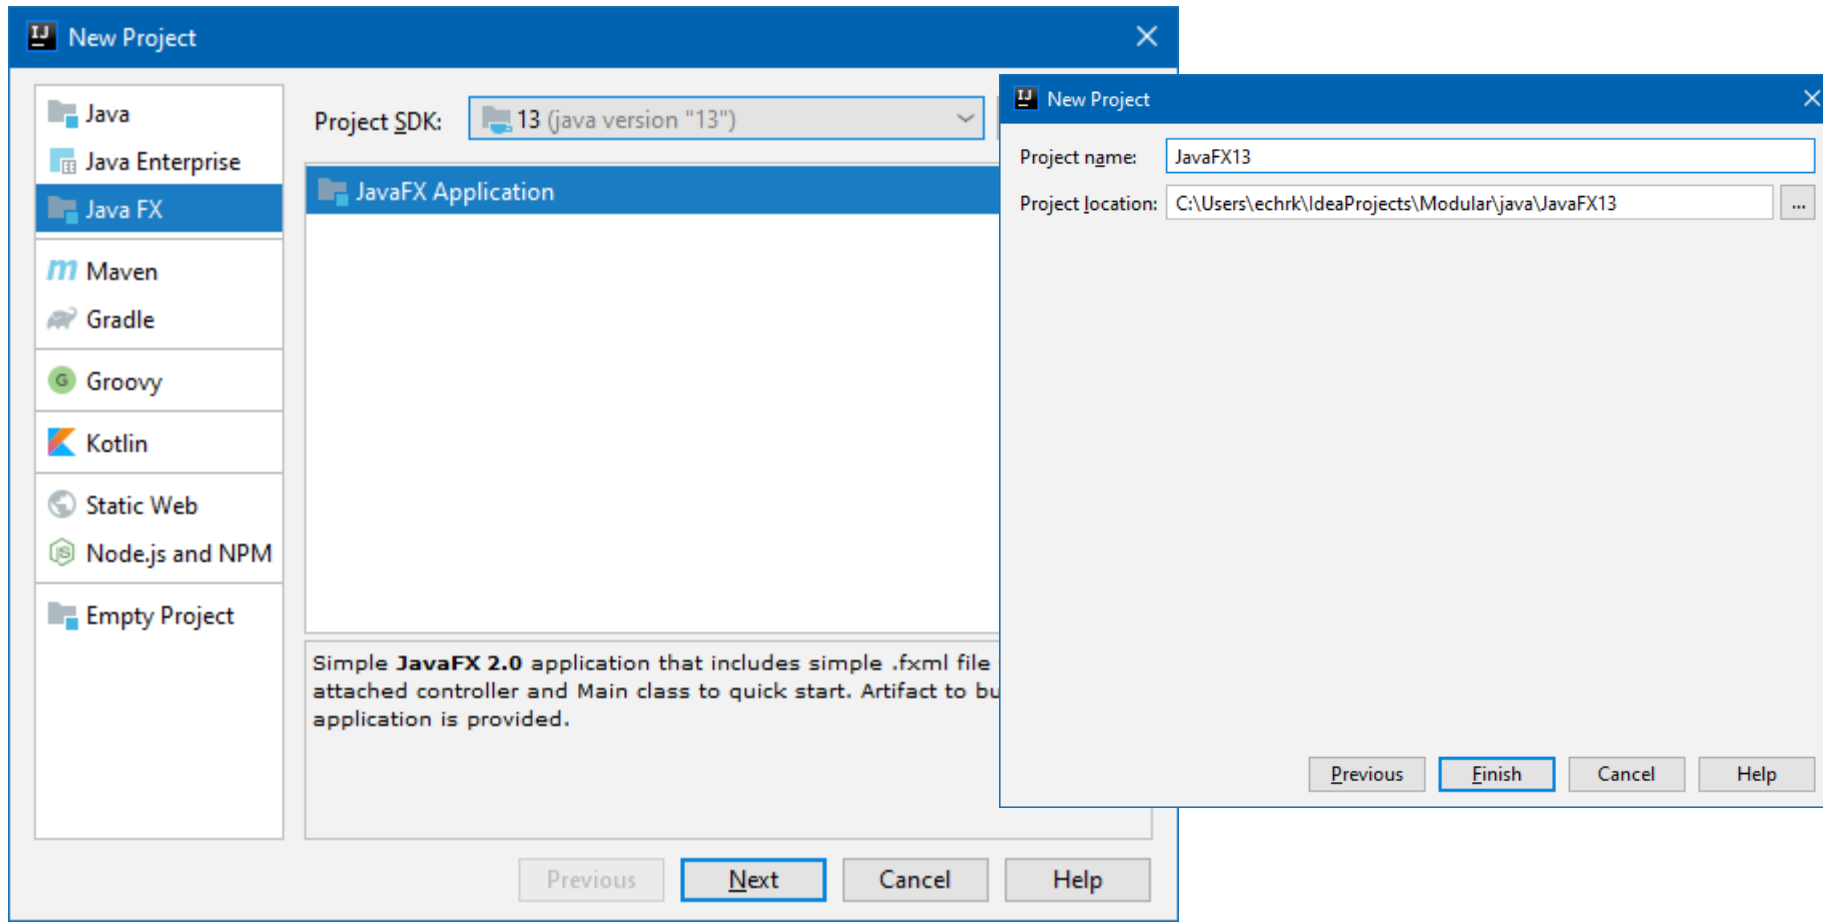 New Project
Java
Java Enterprise
Java FX
Maven
Gradle
Groovy
Kotlin
Static Web
Node.js and NPM
Empty Project
Project SDK: 13 (java version "13")
JavaFX Application
Simple JavaFX 2.0 application that includes simple .fxml file
attached controller and Main class to quick start. Artifact to bu
application is provided.
Previous Next Cancel Help
New Project
Project name: JavaFX13
Project location: C:\Users\echrk\IdeaProjects\Modular\java\JavaFX13 ...
Previous Finish Cancel Help